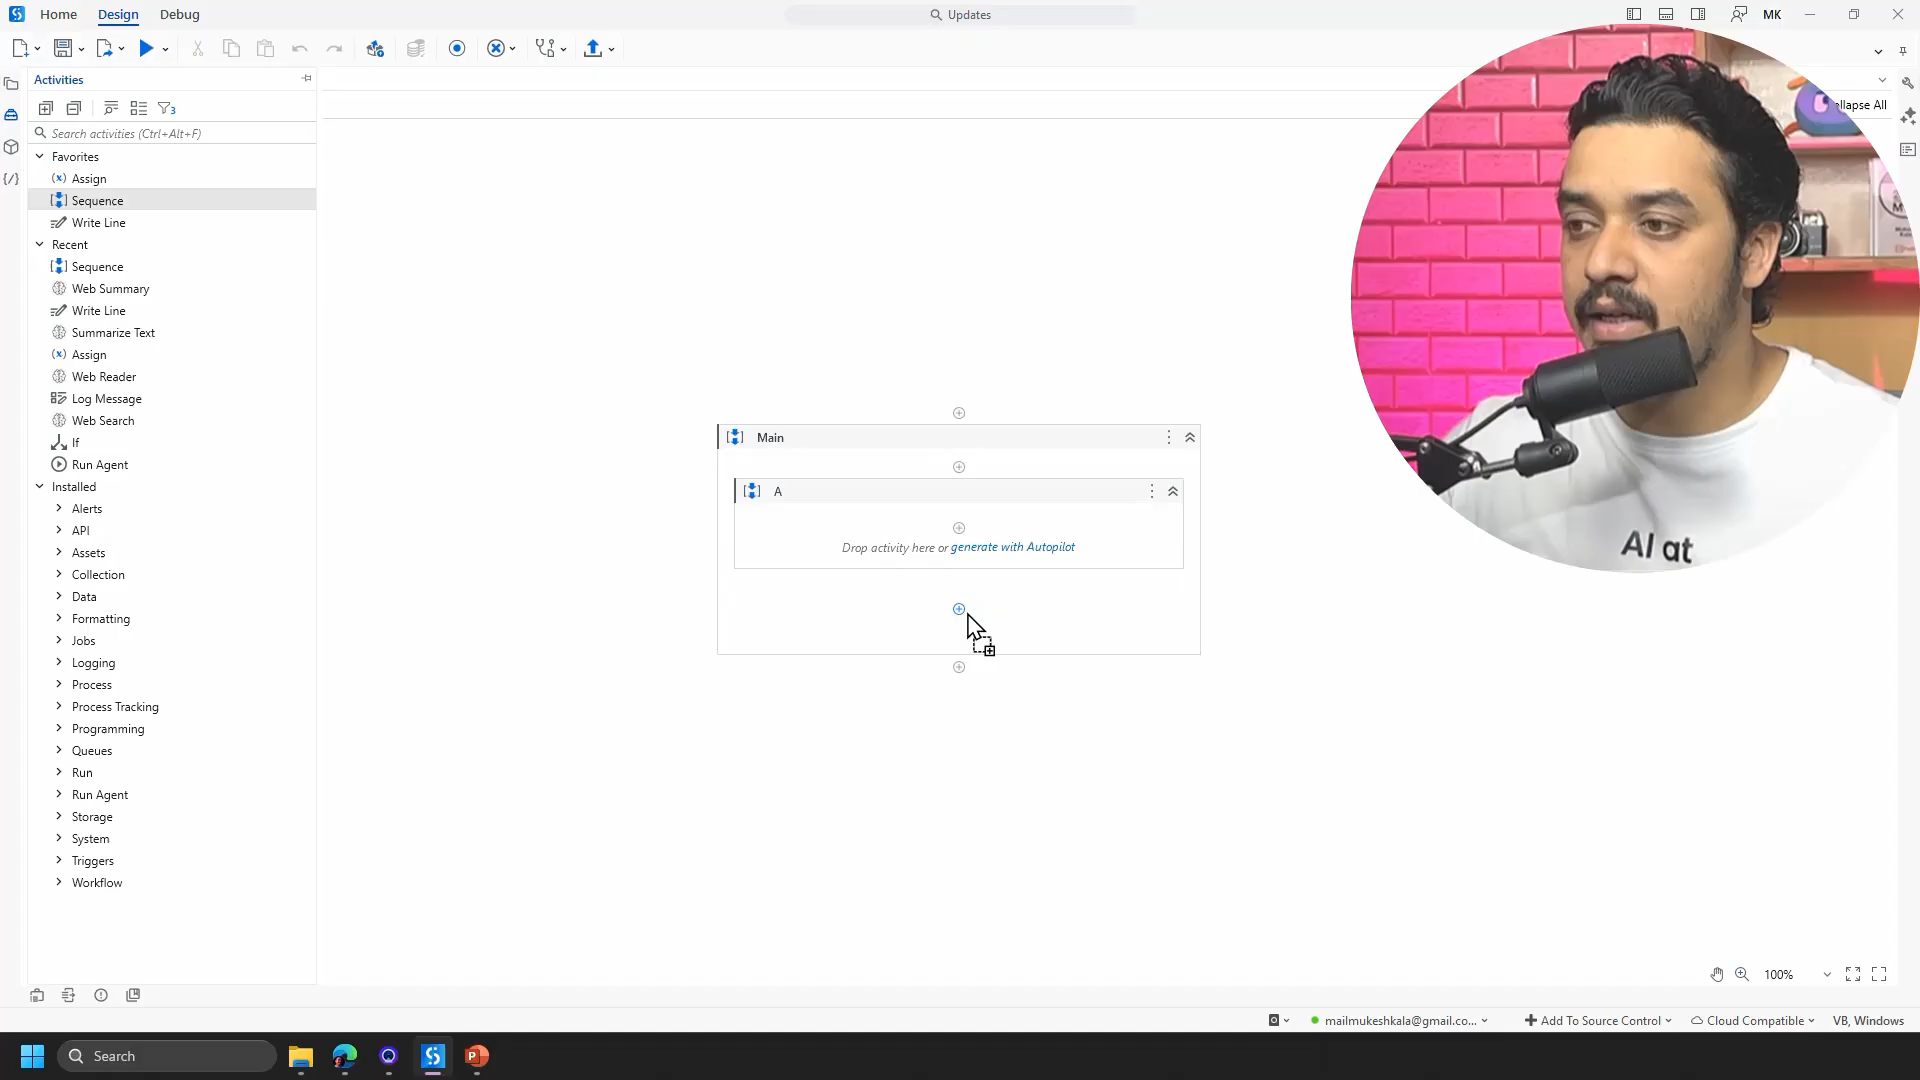 Home
Design
Debug
Updates
MK
Activities
3
llapse All
Search activities (Ctrl+Alt+F)
Favorites
Assign
Sequence
Write Line
Recent
Sequence
Web Summary
Write Line
Summarize Text
Assign
Web Reader
Log Message
Web Search
If
Run Agent
Installed
Alerts
API
Assets
Collection
Data
Formatting
Jobs
Logging
Process
Process Tracking
Programming
Queues
Run
Run Agent
Storage
System
Triggers
Workflow
Main
A
Drop activity here or generate with Autopilot
AI at
100%
mailmukeshkala@gmail.co...
Add To Source Control
Cloud Compatible
VB, Windows
Search